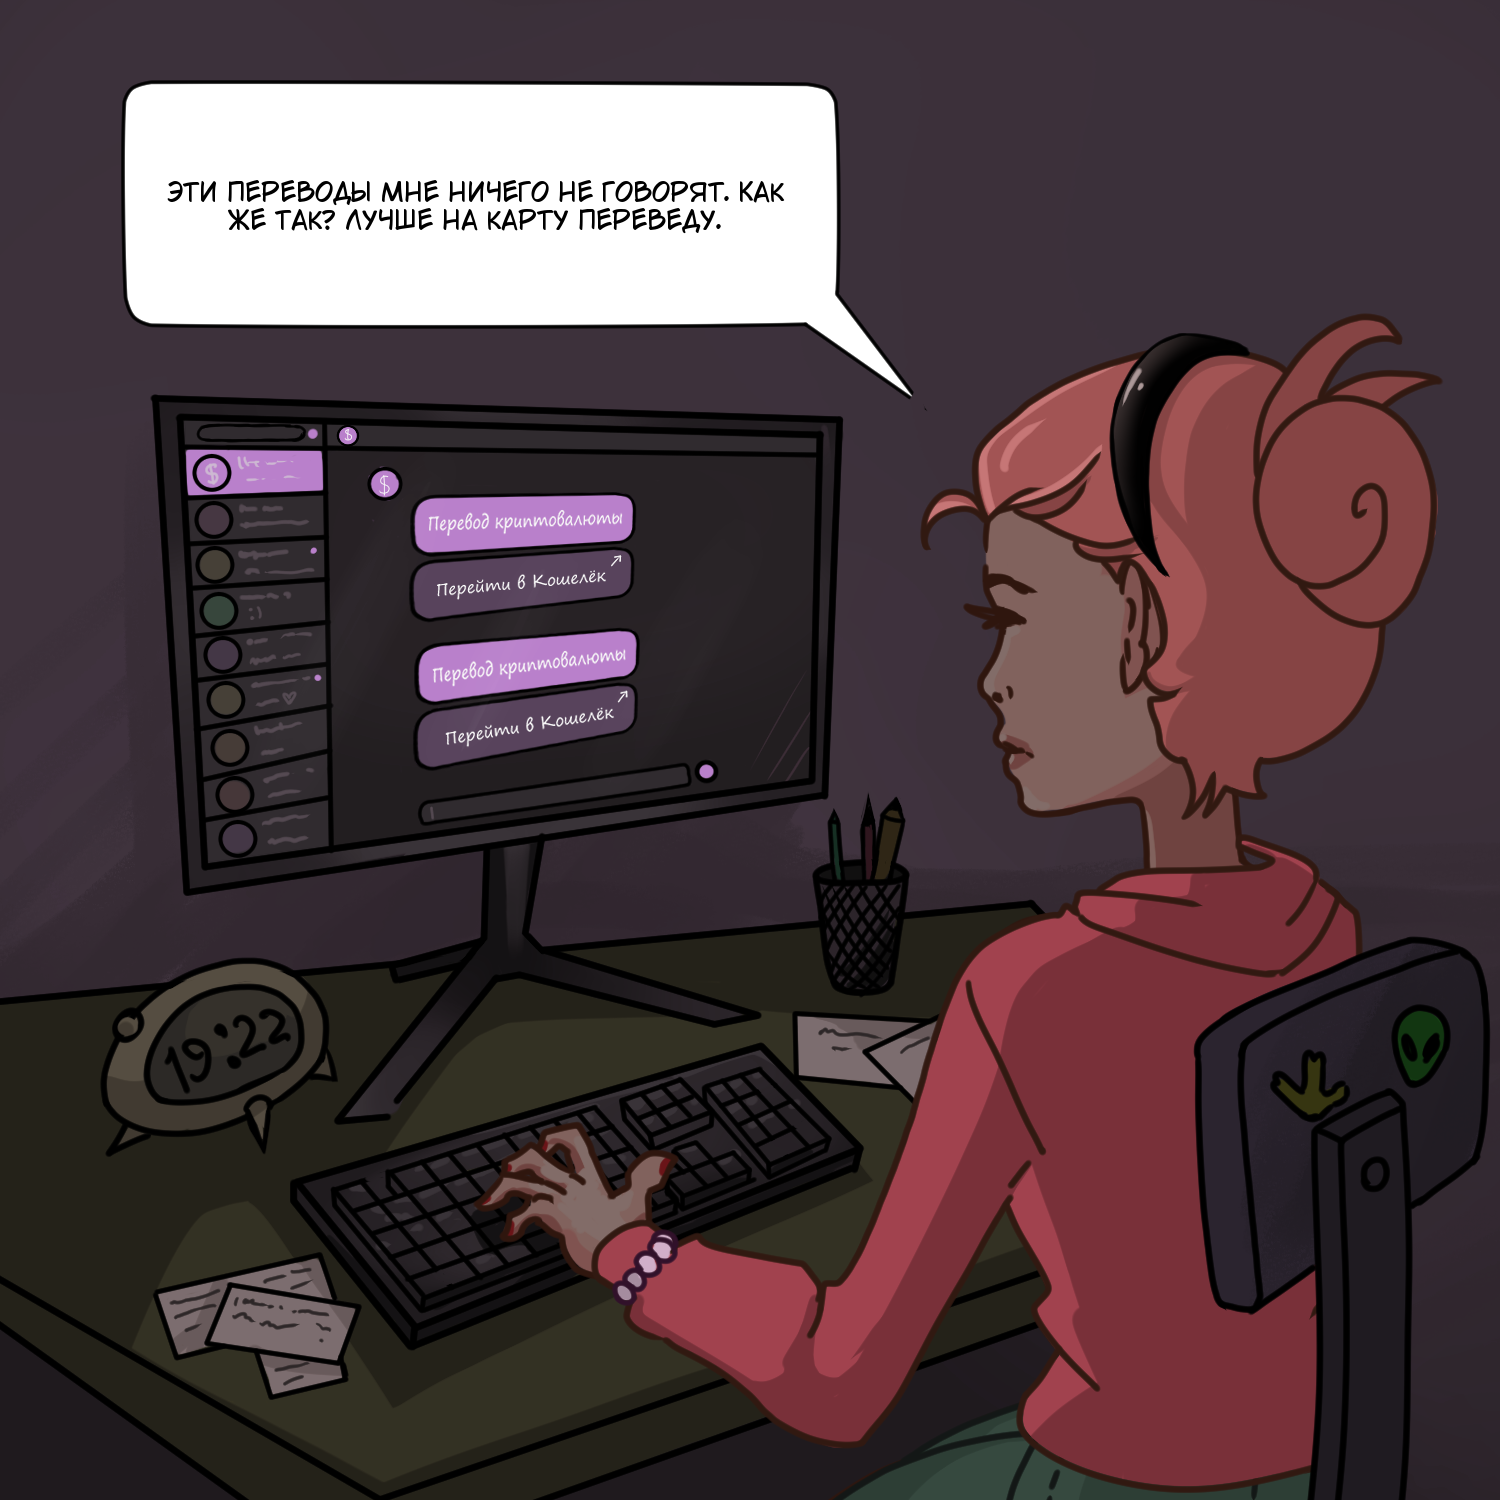 ЭТИ ПЕРЕВОДЫ МНЕ НИЧЕГО НЕ ГОВОРЯТ. КАК
ЖЕ ТАК? ЛУЧШЕ НА КАРТУ ПЕРЕВЕДУ.
$
$
$
Перевод криптовалюты
Перейти в Кошелёк
:)
Перевод криптовалюты
Перейти в Кошелёк
19:22